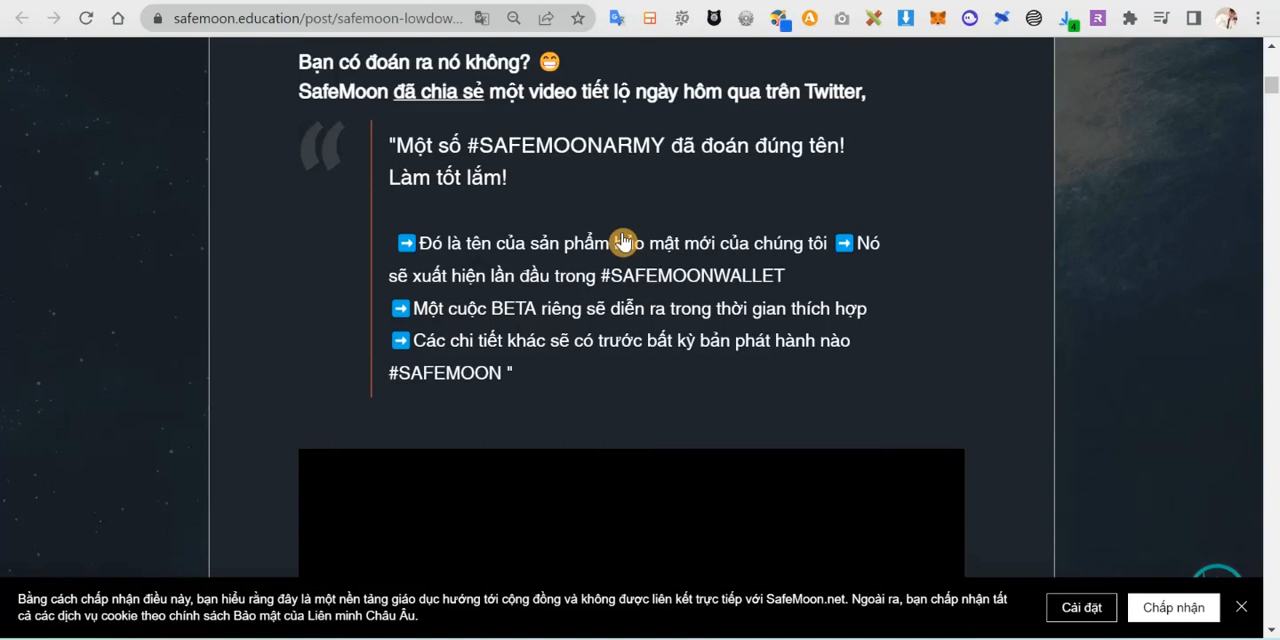 safemoon.education/post/safemoon-lowdow...
4
Bạn có đoán ra nó không? 😁
SafeMoon đã chia sẻ một video tiết lộ ngày hôm qua trên Twitter,
"Một số #SAFEMOONARMY đã đoán đúng tên!
Làm tốt lắm!
➡️Đó là tên của sản phẩm mật mới của chúng tôi ➡️Nó
sẽ xuất hiện lần đầu trong #SAFEMOONWALLET
➡️Một cuộc BETA riêng sẽ diễn ra trong thời gian thích hợp
➡️Các chi tiết khác sẽ có trước bất kỳ bản phát hành nào
#SAFEMOON "
Bằng cách chấp nhận điều này, bạn hiểu rằng đây là một nền tảng giáo dục hướng tới cộng đồng và không được liên kết trực tiếp với SafeMoon.net. Ngoài ra, bạn chấp nhận tất
cả các dịch vụ cookie theo chính sách Bảo mật của Liên minh Châu Âu.
Cài đặt
Chấp nhận